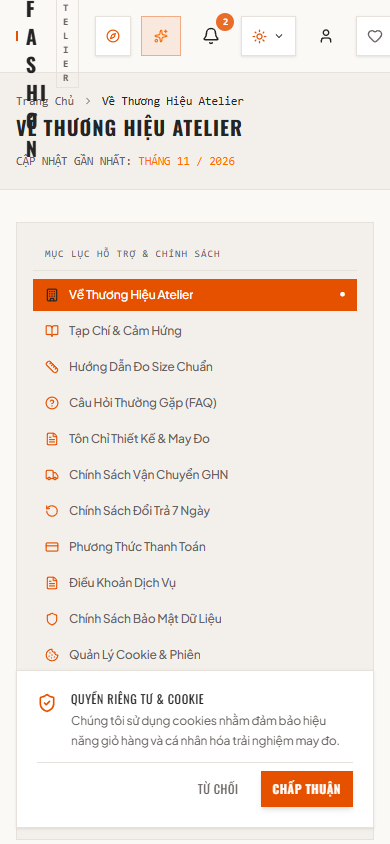 FASHION
ATELIER
2
Trang Chủ > Về Thương Hiệu Atelier
VỀ THƯƠNG HIỆU ATELIER
CẬP NHẬT GẦN NHẤT: THÁNG 11 / 2026
MỤC LỤC HỖ TRỢ & CHÍNH SÁCH
Về Thương Hiệu Atelier
Tạp Chí & Cảm Hứng
Hướng Dẫn Đo Size Chuẩn
Câu Hỏi Thường Gặp (FAQ)
Tôn Chỉ Thiết Kế & May Đo
Chính Sách Vận Chuyển GHN
Chính Sách Đổi Trả 7 Ngày
Phương Thức Thanh Toán
Điều Khoản Dịch Vụ
Chính Sách Bảo Mật Dữ Liệu
Quản Lý Cookie & Phiên
QUYỀN RIÊNG TƯ & COOKIE
Chúng tôi sử dụng cookies nhằm đảm bảo hiệu
năng giỏ hàng và cá nhân hóa trải nghiệm may đo.
TỪ CHỐI
CHẤP THUẬN